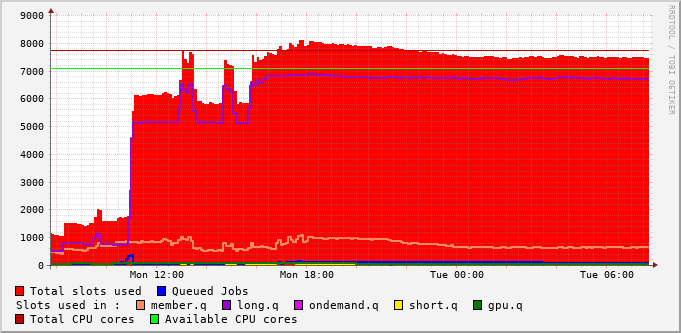 RRDTOOL / TOBI OETIKER
9000
8000
7000
6000
5000
4000
3000
2000
1000
0
Mon 12:00 Mon 18:00 Tue 00:00 Tue 06:00
Total slots used Queued Jobs
Slots used in : member.q long.q ondemand.q short.q gpu.q
Total CPU cores Available CPU cores